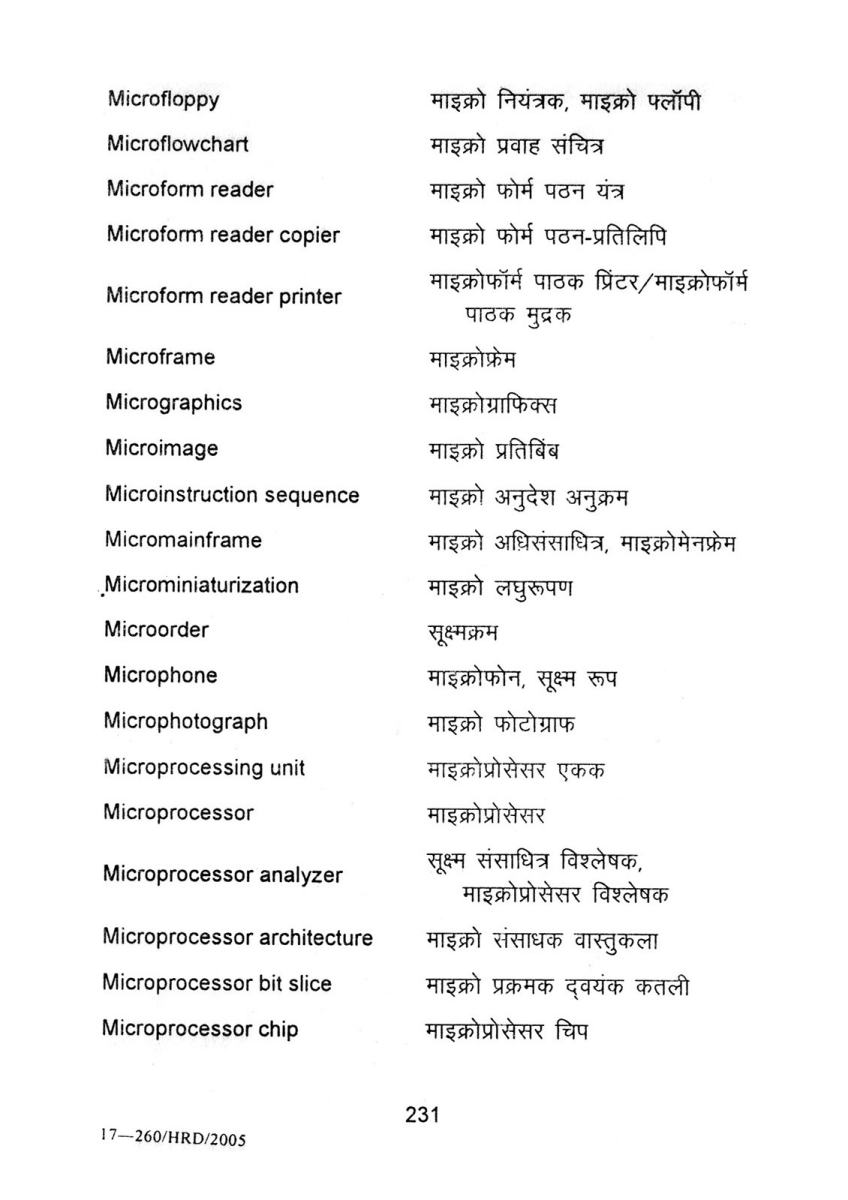 Microfloppy माइक्रो नियंत्रक, माइक्रो फ्लॉपी
Microflowchart माइक्रो प्रवाह संचित्र
Microform reader माइक्रो फोर्म पठन यंत्र
Microform reader copier माइक्रो फोर्म पठन-प्रतिलिपि
Microform reader printer माइक्रोफॉर्म पाठक प्रिंटर/माइक्रोफॉर्म
पाठक मुद्रक
Microframe माइक्रोफ्रेम
Micrographics माइक्रोग्राफिक्स
Microimage माइक्रो प्रतिबिंब
Microinstruction sequence माइक्रो अनुदेश अनुक्रम
Micromainframe माइक्रो अधिसंसाधित्र, माइक्रोमेनफ्रेम
Microminiaturization माइक्रो लघुरूपण
Microorder सूक्ष्मक्रम
Microphone माइक्रोफोन, सूक्ष्म रूप
Microphotograph माइक्रो फोटोग्राफ
Microprocessing unit माइक्रोप्रोसेसर एकक
Microprocessor माइक्रोप्रोसेसर
Microprocessor analyzer सूक्ष्म संसाधित्र विश्लेषक,
माइक्रोप्रोसेसर विश्लेषक
Microprocessor architecture माइक्रो संसाधक वास्तुकला
Microprocessor bit slice माइक्रो प्रक्रमक द्वयंक कतली
Microprocessor chip माइक्रोप्रोसेसर चिप
231
17—260/HRD/2005